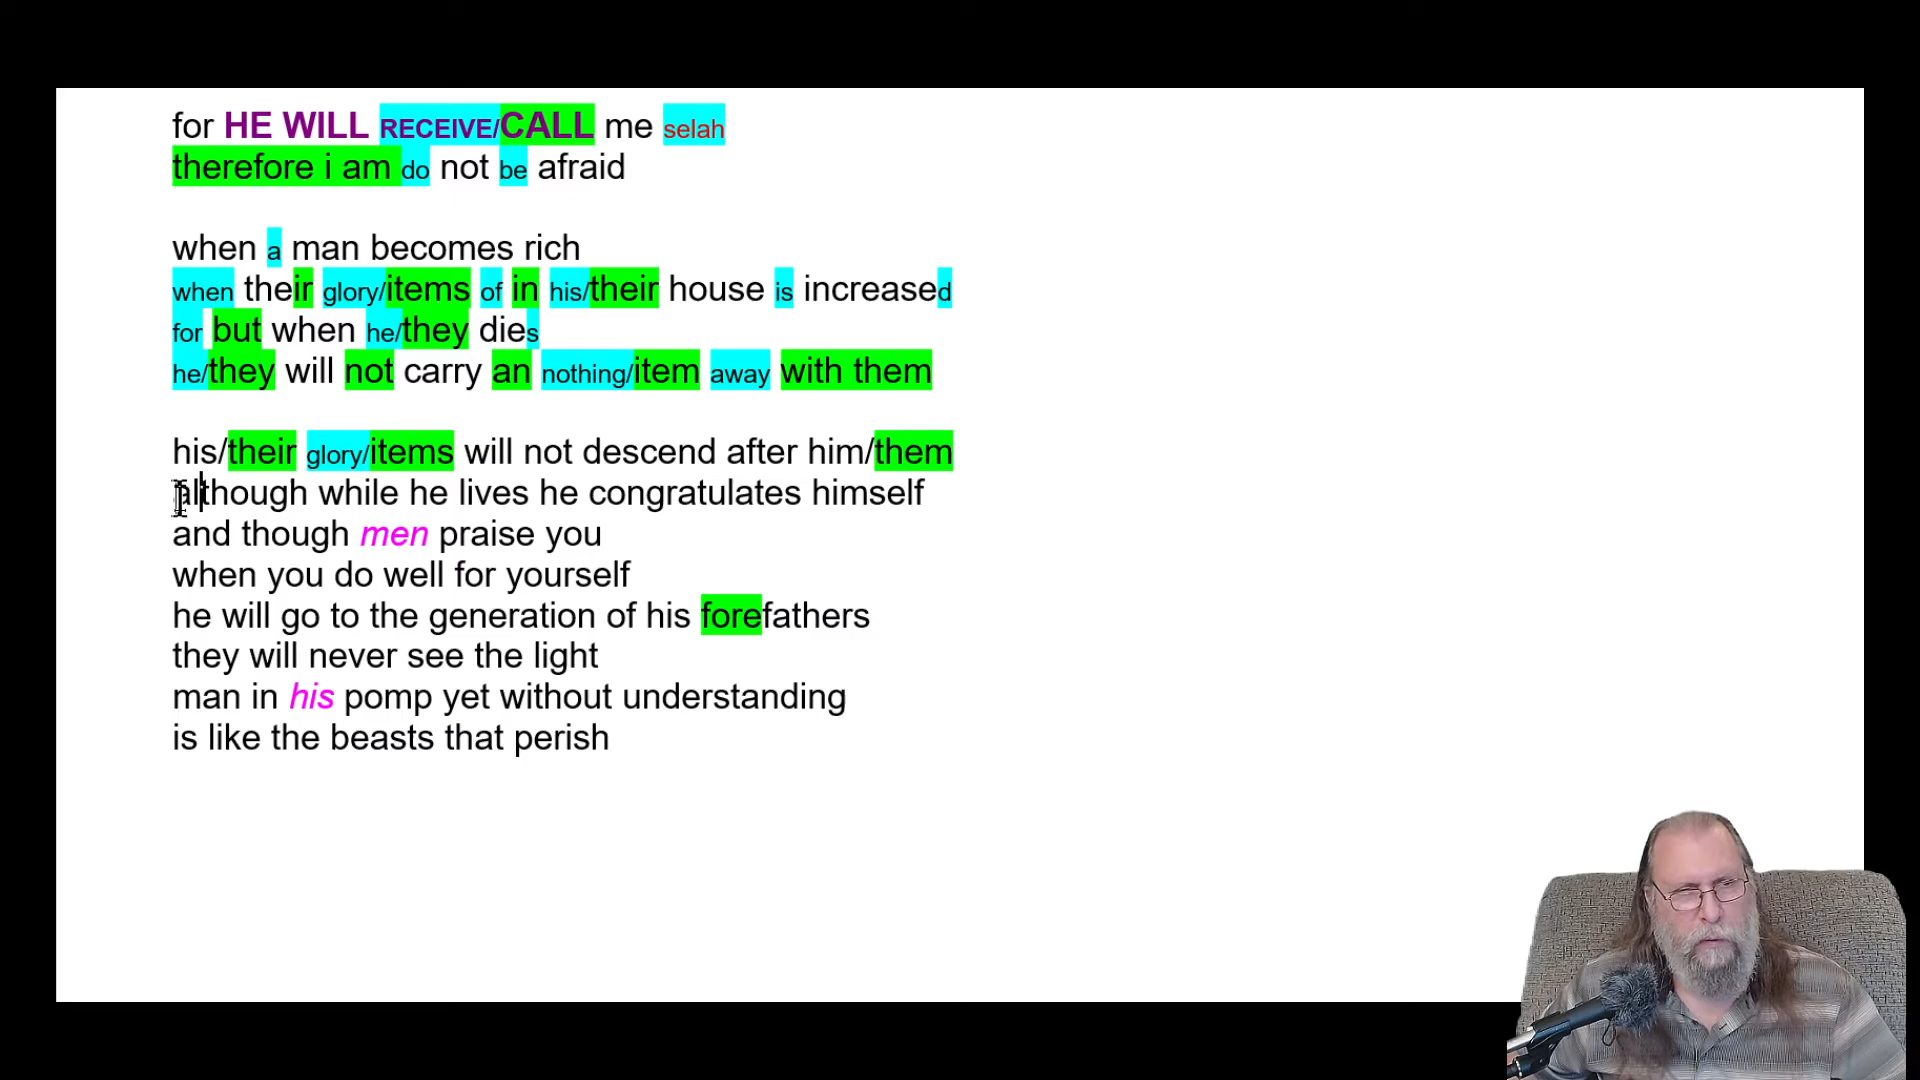 for HE WILL RECEIVE/CALL me selah
therefore i am do not be afraid
when a man becomes rich
when their glory/items of in his/their house is increased
for but when he/they dies
he/they will not carry an nothing/item away with them
his/their glory/items will not descend after him/them
although while he lives he congratulates himself
and though men praise you
when you do well for yourself
he will go to the generation of his forefathers
they will never see the light
man in his pomp yet without understanding
is like the beasts that perish